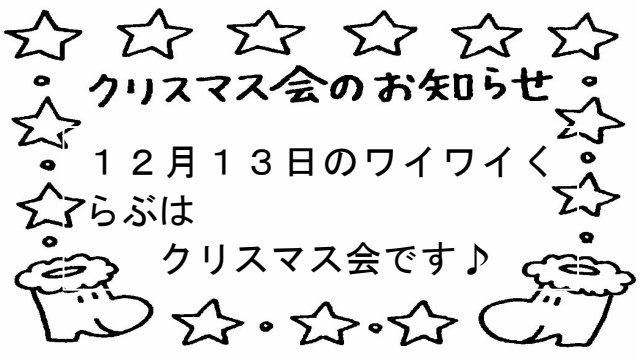 クリスマス会のお知らせ
１２月１３日のワイワイく
らぶは
クリスマス会です♪